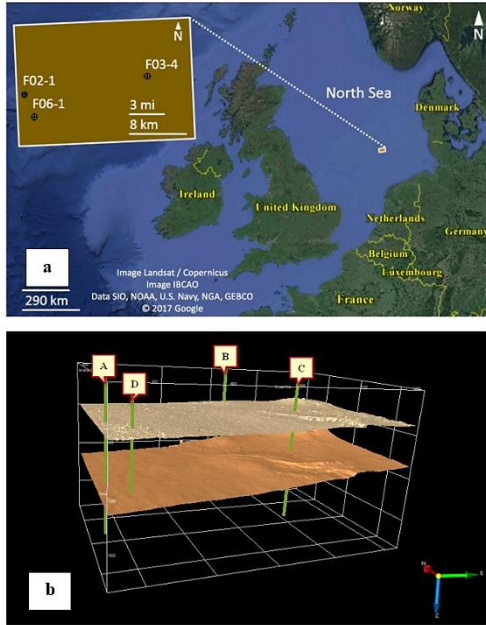 N
F03-4
F02-1
F06-1
3 mi
8 km
N
Norway
North Sea
Denmark
Ireland
United Kingdom
Netherlands
Germany
Belgium
Luxembourg
France
a
290 km
Image Landsat / Copernicus
Image IBCAO
Data SIO, NOAA, U.S. Navy, NGA, GEBCO
© 2017 Google
A
D
B
C
N
E
b